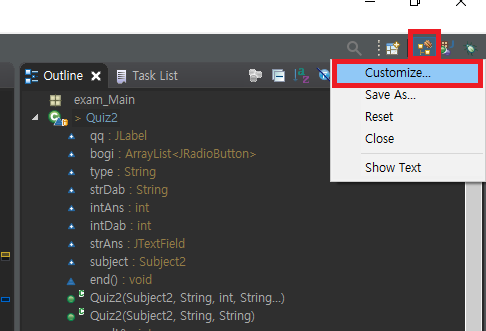 Customize...
Outline
Task List
Save As...
Reset
Close
Show Text
exam_Main
> Quiz2
qq : JLabel
bogi : ArrayList<JRadioButton>
type : String
strDab : String
intAns : int
intDab : int
strAns : JTextField
subject : Subject2
end() : void
Quiz2(Subject2, String, int, String...)
Quiz2(Subject2, String, String)